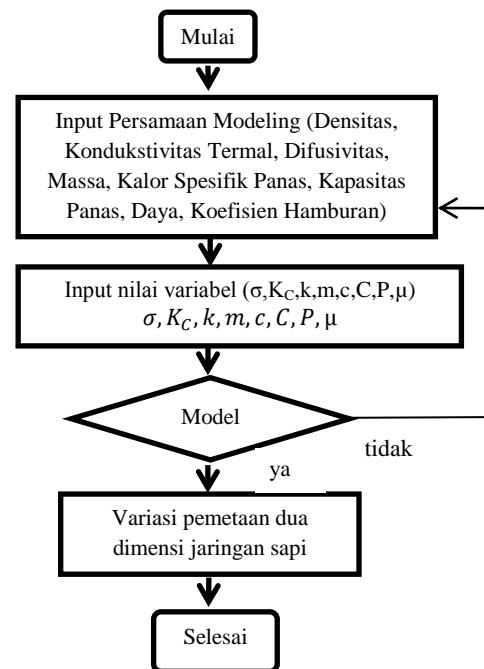 Mulai
Input Persamaan Modeling (Densitas,
Kondukstivitas Termal, Difusivitas,
Massa, Kalor Spesifik Panas, Kapasitas
Panas, Daya, Koefisien Hamburan)
Input nilai variabel (σ,K_C,k,m,c,C,P,µ)
σ, K_C, k, m, c, C, P, µ
Model
tidak
ya
Variasi pemetaan dua
dimensi jaringan sapi
Selesai